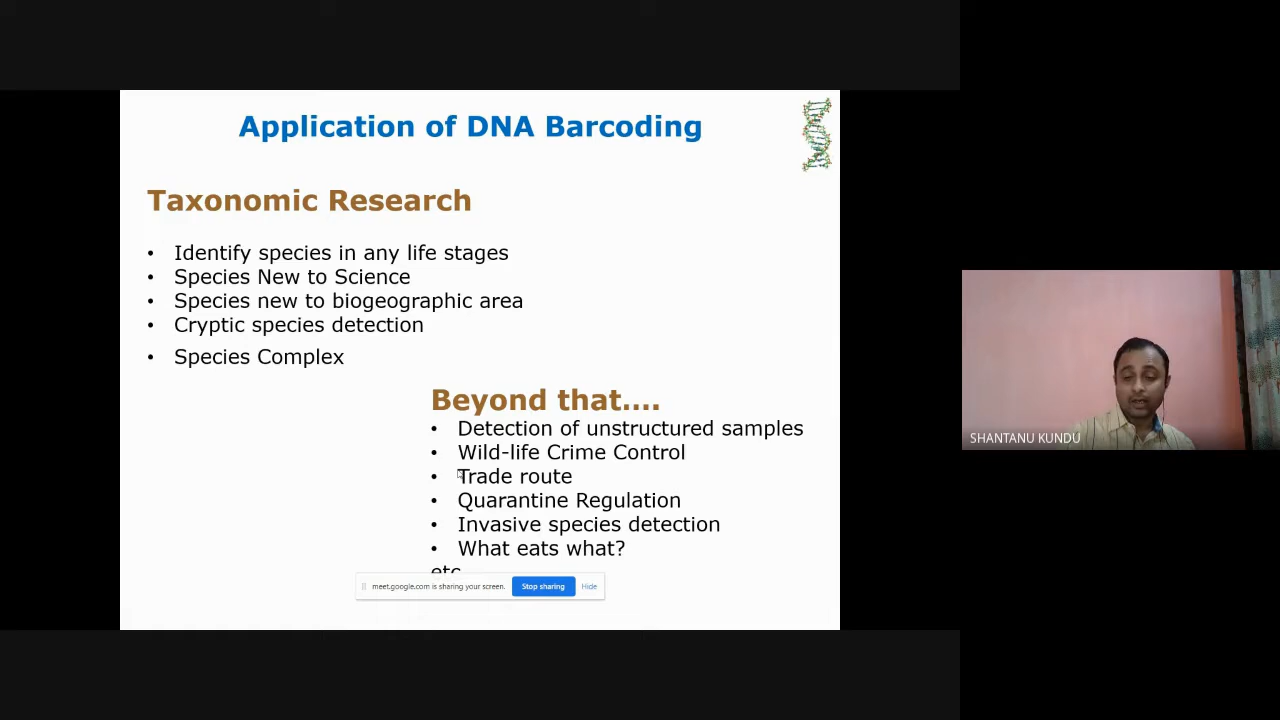 Application of DNA Barcoding
Taxonomic Research
• Identify species in any life stages
• Species New to Science
• Species new to biogeographic area
• Cryptic species detection
• Species Complex
Beyond that....
• Detection of unstructured samples
• Wild-life Crime Control
• Trade route
• Quarantine Regulation
• Invasive species detection
• What eats what?
etc
meet.google.com is sharing your screen. Stop sharing Hide
SHANTANU KUNDU